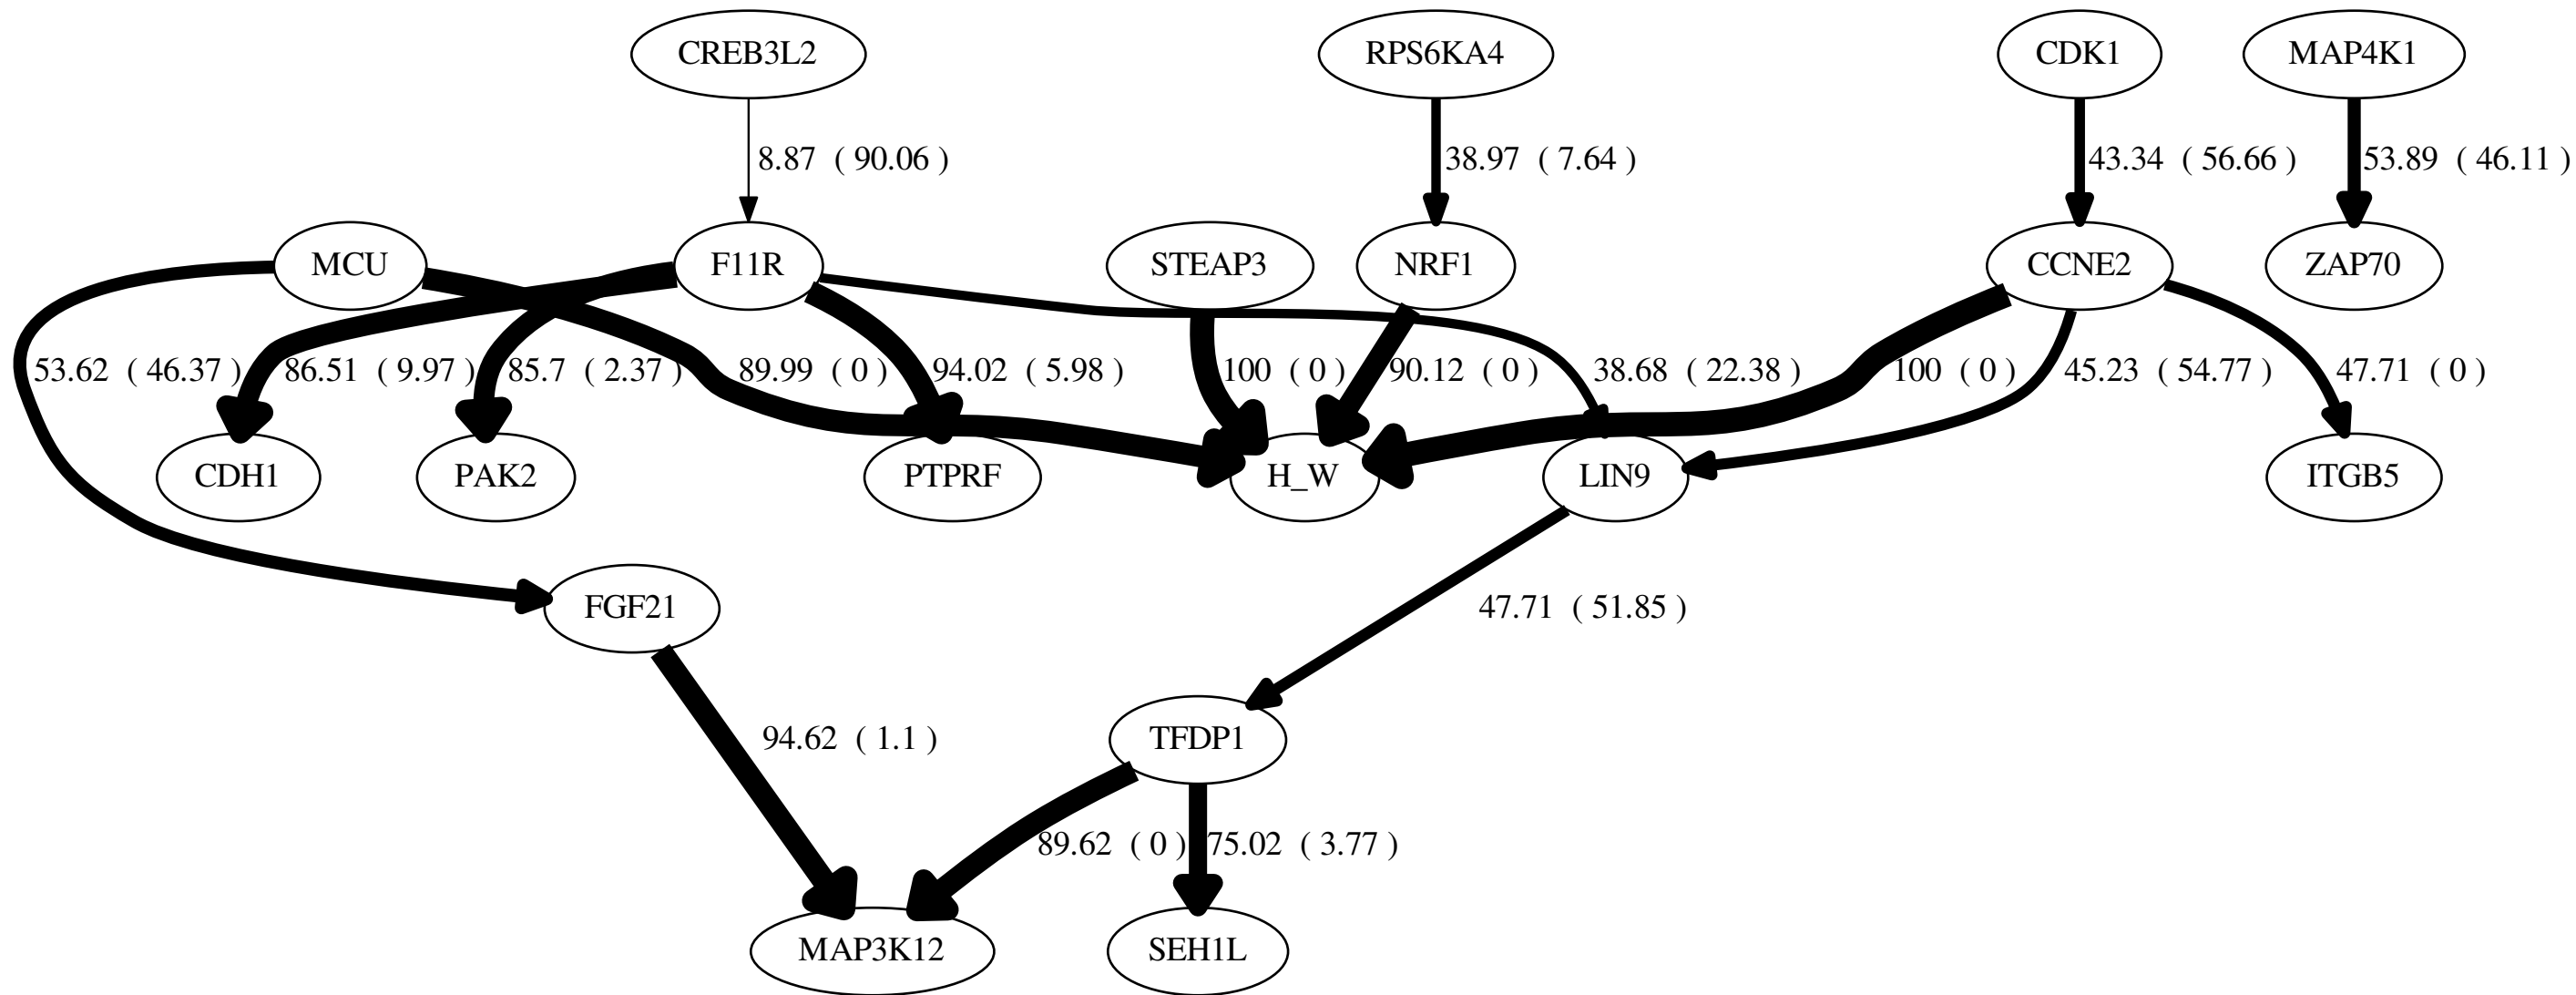 CREB3L2 RPS6KA4 CDK1 MAP4K1
8.87 ( 90.06 ) 38.97 ( 7.64 ) 43.34 ( 56.66 ) 53.89 ( 46.11 )
MCU F11R STEAP3 NRF1 CCNE2 ZAP70
53.62 ( 46.37 ) 86.51 ( 9.97 ) 85.7 ( 2.37 ) 89.99 ( 0 ) 94.02 ( 5.98 ) 100 ( 0 ) 90.12 ( 0 ) 38.68 ( 22.38 ) 100 ( 0 ) 45.23 ( 54.77 ) 47.71 ( 0 )
CDH1 PAK2 PTPRF H_W LIN9 ITGB5
FGF21 47.71 ( 51.85 )
94.62 ( 1.1 ) TFDP1
89.62 ( 0 ) 75.02 ( 3.77 )
MAP3K12 SEH1L